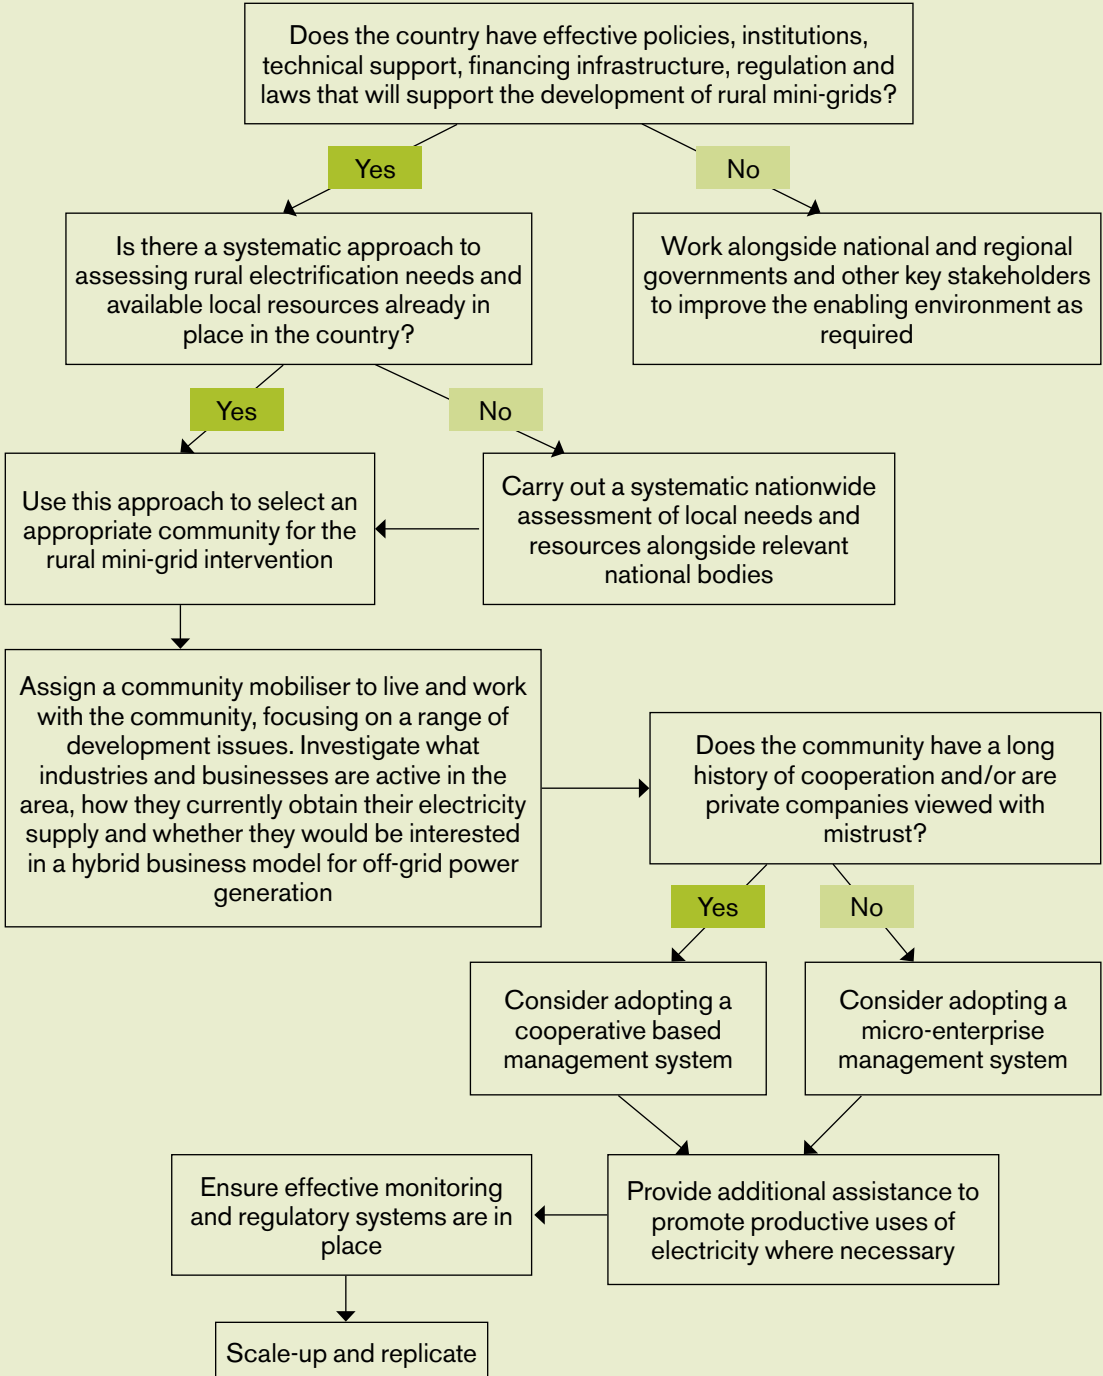 Does the country have effective policies, institutions,
technical support, financing infrastructure, regulation and
laws that will support the development of rural mini-grids?
Yes
No
Is there a systematic approach to
assessing rural electrification needs and
available local resources already in
place in the country?
Work alongside national and regional
governments and other key stakeholders
to improve the enabling environment as
required
Yes
No
Use this approach to select an
appropriate community for the
rural mini-grid intervention
Carry out a systematic nationwide
assessment of local needs and
resources alongside relevant
national bodies
Assign a community mobiliser to live and work
with the community, focusing on a range of
development issues. Investigate what
industries and businesses are active in the
area, how they currently obtain their electricity
supply and whether they would be interested
in a hybrid business model for off-grid power
generation
Does the community have a long
history of cooperation and/or are
private companies viewed with
mistrust?
Yes
No
Consider adopting a
cooperative based
management system
Consider adopting a
micro-enterprise
management system
Ensure effective monitoring
and regulatory systems are in
place
Provide additional assistance to
promote productive uses of
electricity where necessary
Scale-up and replicate